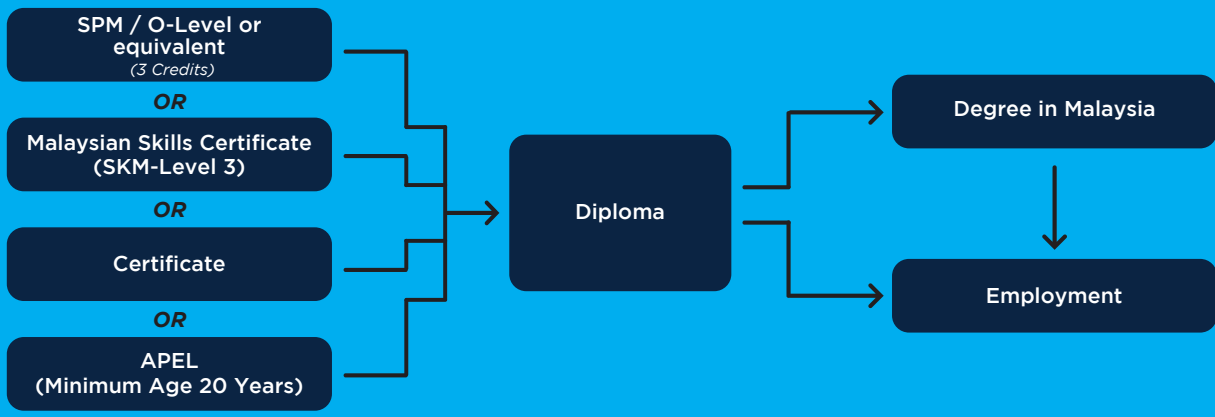 SPM / O-Level or
equivalent
(3 Credits)
OR
Malaysian Skills Certificate
(SKM-Level 3)
OR
Certificate
OR
APEL
(Minimum Age 20 Years)
Diploma
Degree in Malaysia
Employment